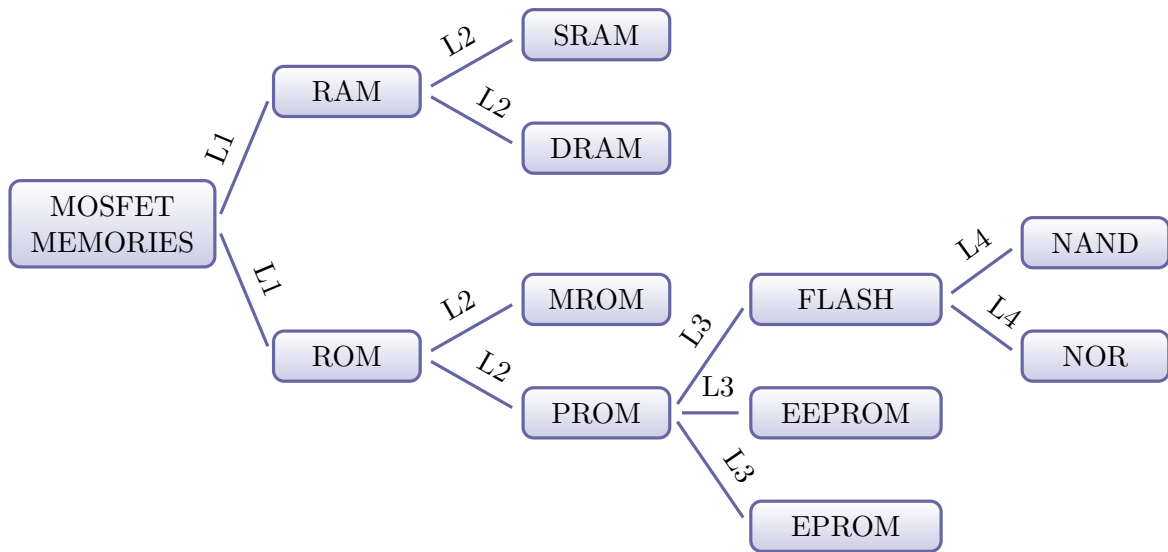 L2
SRAM
RAM
L2
DRAM
L1
MOSFET
MEMORIES
L1
L4
NAND
L2
MROM
L3
FLASH
L4
NOR
ROM
L2
PROM
L3
EEPROM
L3
EPROM